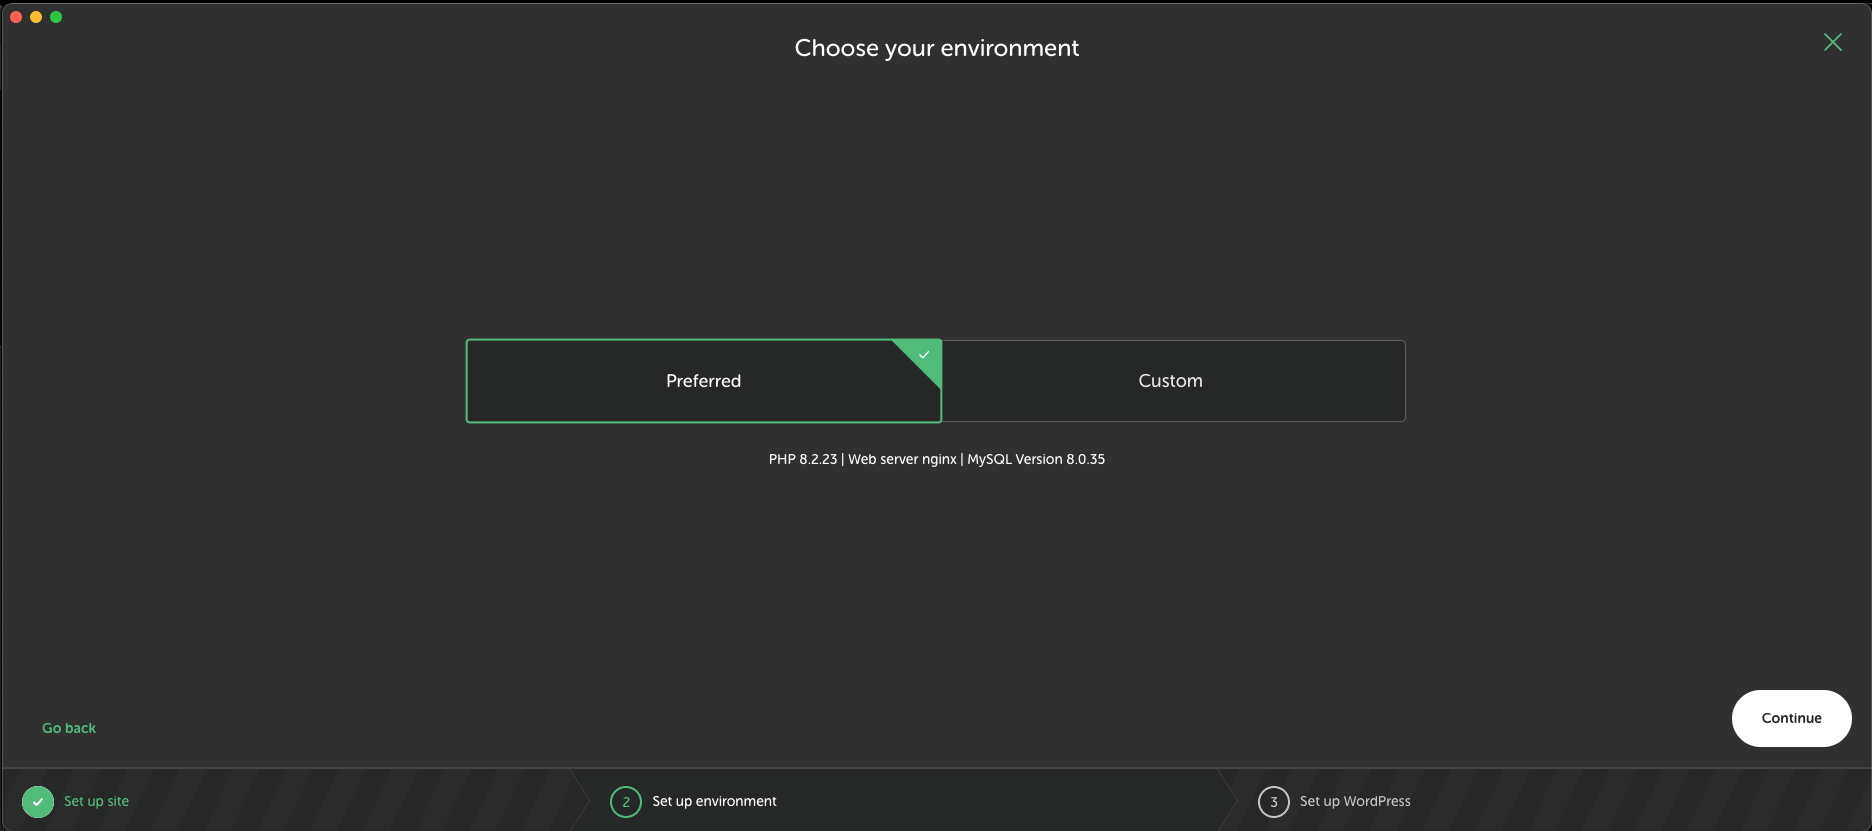 Choose your environment
Preferred
Custom
PHP 8.2.23 | Web server nginx | MySQL Version 8.0.35
Go back
Continue
Set up site
2 Set up environment
3 Set up WordPress